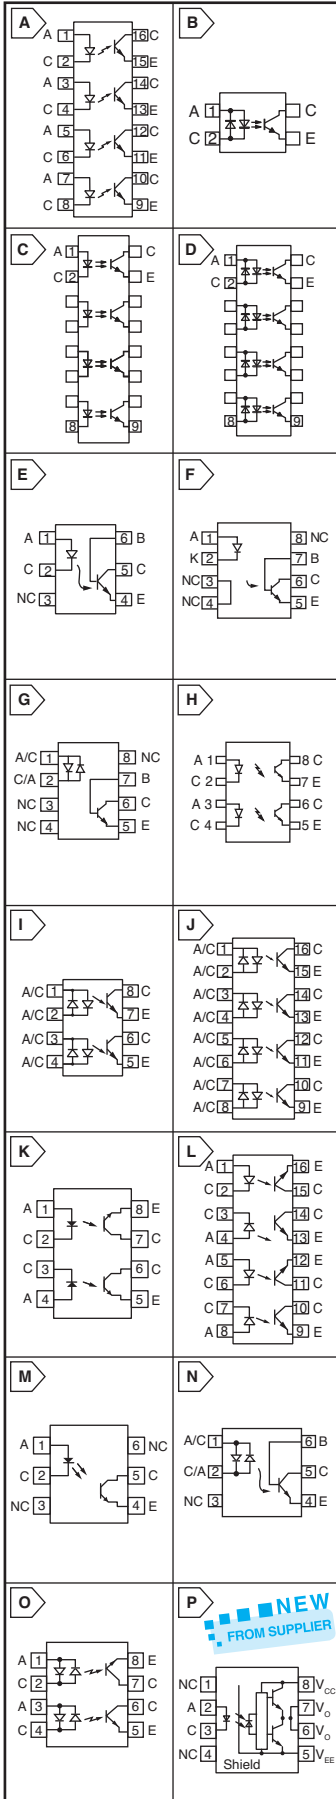 A
A 1 16 C
C 2 15 E
A 3 14 C
C 4 13 E
A 5 12 C
C 6 11 E
A 7 10 C
C 8 9 E
B
A 1 C
C 2 E
C
A 1 C
C 2 E
8 9
D
A 1 C
C 2 E
8 9
E
A 1 6 B
C 2 5 C
NC 3 4 E
F
A 1 8 NC
K 2 7 B
NC 3 6 C
NC 4 5 E
G
A/C 1 8 NC
C/A 2 7 B
NC 3 6 C
NC 4 5 E
H
A 1 8 C
C 2 7 E
A 3 6 C
C 4 5 E
I
A/C 1 8 C
A/C 2 7 E
A/C 3 6 C
A/C 4 5 E
J
A/C 1 16 C
A/C 2 15 E
A/C 3 14 C
A/C 4 13 E
A/C 5 12 C
A/C 6 11 E
A/C 7 10 C
A/C 8 9 E
K
A 1 8 E
C 2 7 C
C 3 6 C
A 4 5 E
L
A 1 16 E
C 2 15 C
C 3 14 C
A 4 13 E
A 5 12 E
C 6 11 C
C 7 10 C
A 8 9 E
M
A 1 6 NC
C 2 5 C
NC 3 4 E
N
A/C 1 6 B
C/A 2 5 C
NC 3 4 E
O
A 1 8 E
C 2 7 C
A 3 6 C
C 4 5 E
P
NEW
FROM SUPPLIER
NC 1 8 VCC
A 2 7 VO
C 3 6 VO
NC 4 5 VEE
Shield